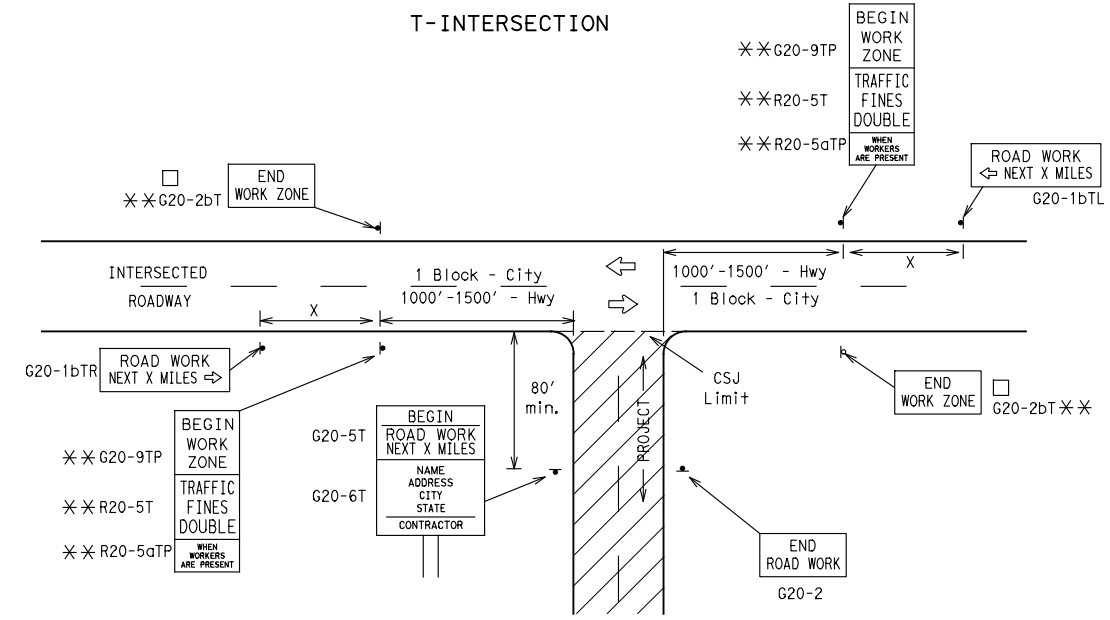 T-INTERSECTION
BEGIN
WORK
ZONE
TRAFFIC
FINES
DOUBLE
WHEN
WORKERS
ARE PRESENT
**G20-9TP
**R20-5T
**R20-5aTP
ROAD WORK
⇦ NEXT X MILES
G20-1bTL
□
**G20-2bT
END
WORK ZONE
INTERSECTED
ROADWAY
1 Block - City
1000'-1500' - Hwy
1000'-1500' - Hwy
1 Block - City
X
X
G20-1bTR
ROAD WORK
NEXT X MILES ⇨
80'
min.
CSJ
Limit
PROJECT
END
WORK ZONE
□
G20-2bT**
**G20-9TP
**R20-5T
**R20-5aTP
BEGIN
WORK
ZONE
TRAFFIC
FINES
DOUBLE
WHEN
WORKERS
ARE PRESENT
G20-5T
G20-6T
BEGIN
ROAD WORK
NEXT X MILES
NAME
ADDRESS
CITY
STATE
CONTRACTOR
END
ROAD WORK
G20-2